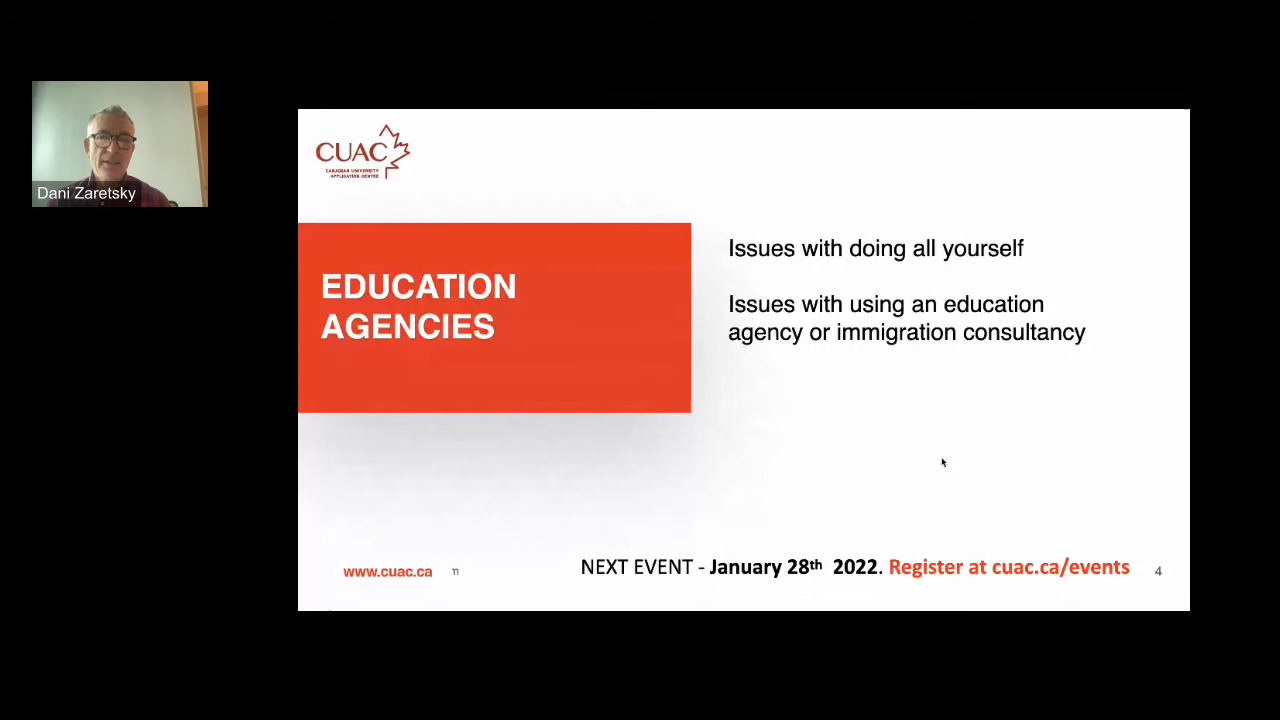 CUAC
CANADIAN UNIVERSITY
APPLICATION CENTRE
Dani Zaretsky
EDUCATION
AGENCIES
Issues with doing all yourself
Issues with using an education
agency or immigration consultancy
www.cuac.ca
NEXT EVENT - January 28th 2022. Register at cuac.ca/events
4